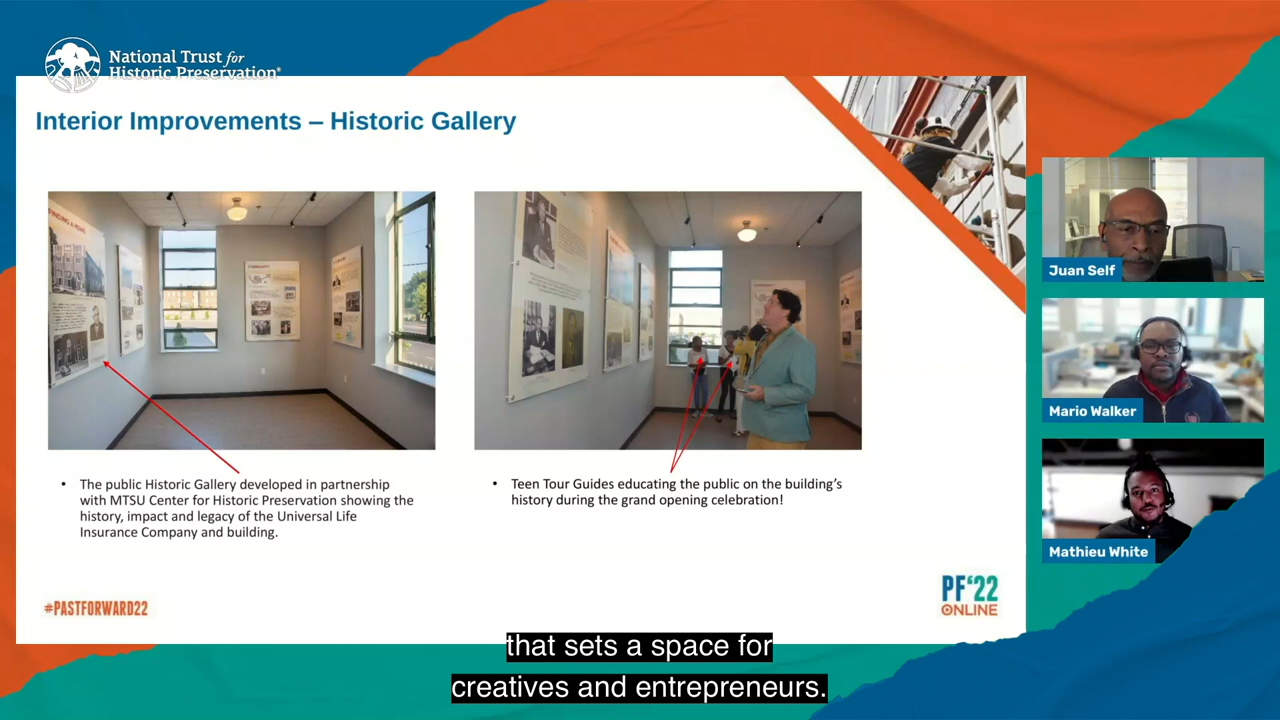 National Trust for
Historic Preservation®
Interior Improvements – Historic Gallery
FINDING A HOME
COMMUNITY
• The public Historic Gallery developed in partnership
with MTSU Center for Historic Preservation showing the
history, impact and legacy of the Universal Life
Insurance Company and building.
• Teen Tour Guides educating the public on the building’s
history during the grand opening celebration!
#PASTFORWARD22
PF‘22
ONLINE
Juan Self
Mario Walker
Mathieu White
that sets a space for
creatives and entrepreneurs.